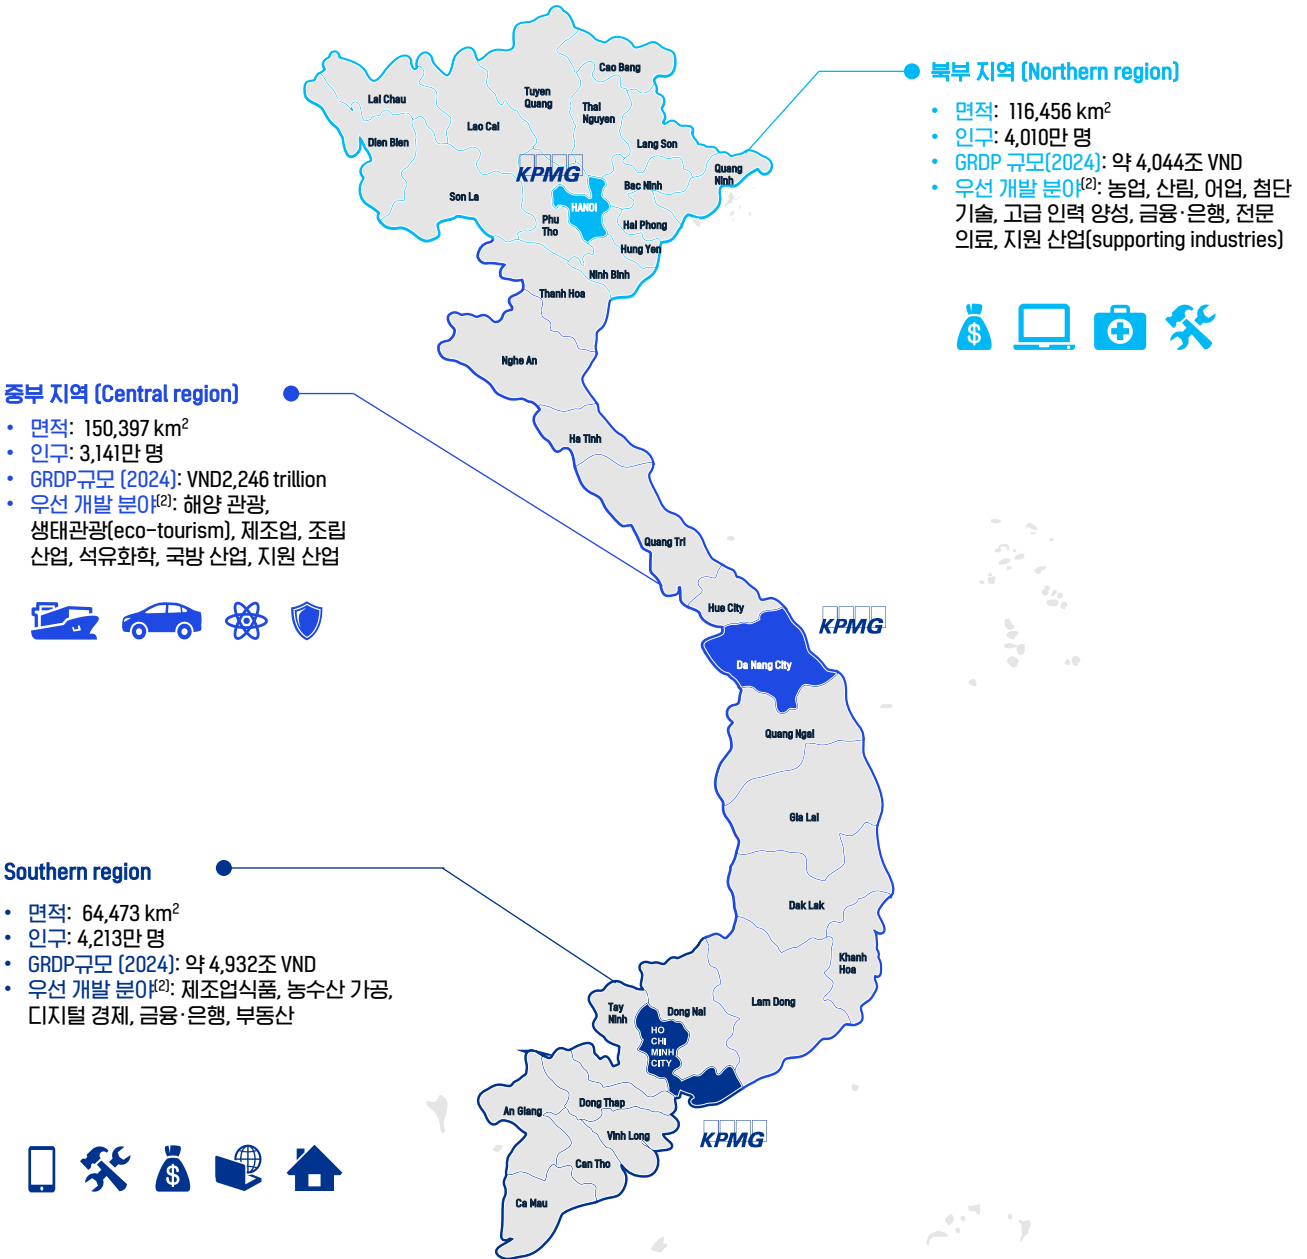 북부 지역 (Northern region)
• 면적: 116,456 km²
• 인구: 4,010만 명
• GRDP 규모(2024): 약 4,044조 VND
• 우선 개발 분야(2): 농업, 산림, 어업, 첨단
기술, 고급 인력 양성, 금융·은행, 전문
의료, 지원 산업(supporting industries)
중부 지역 (Central region)
• 면적: 150,397 km²
• 인구: 3,141만 명
• GRDP규모 (2024): VND2,246 trillion
• 우선 개발 분야(2): 해양 관광,
생태관광(eco-tourism), 제조업, 조립
산업, 석유화학, 국방 산업, 지원 산업
Southern region
• 면적: 64,473 km²
• 인구: 4,213만 명
• GRDP규모 (2024): 약 4,932조 VND
• 우선 개발 분야(2): 제조업식품, 농수산 가공,
디지털 경제, 금융·은행, 부동산
Cao Bang
Lai Chau
Tuyen
Quang
Thai
Nguyen
Lao Cai
Dien Bien
Lang Son
Quang
Ninh
KPMG
Bac Ninh
Son La
HANOI
Phu
Tho
Hai Phong
Hung Yen
Ninh Binh
Thanh Hoa
Nghe An
Ha Tinh
Quang Tri
Hue City
KPMG
Da Nang City
Quang Ngai
Gia Lai
Dak Lak
Khanh
Hoa
Lam Dong
Tay
Ninh
Dong Nai
HO
CHI
MINH
CITY
Dong Thap
An Giang
Vinh Long
KPMG
Can Tho
Ca Mau
$
$